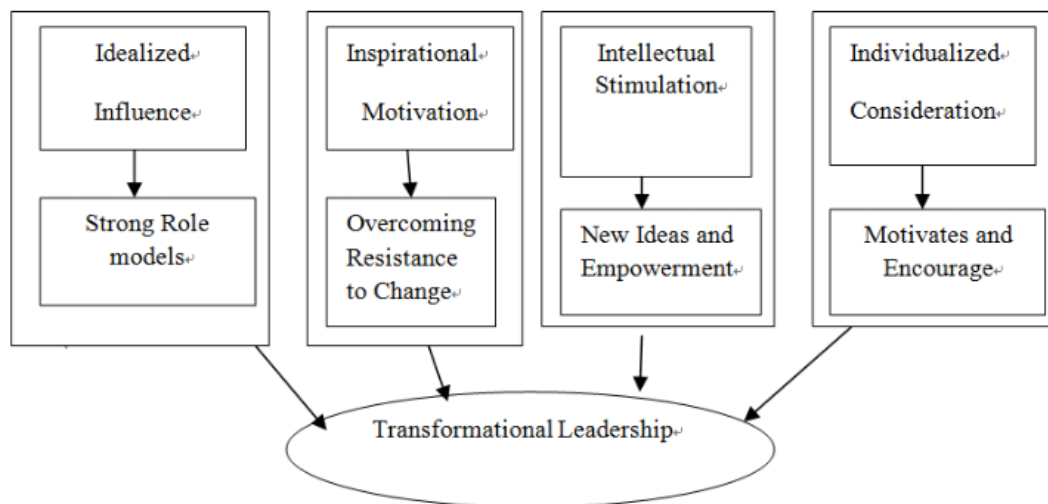 Idealized
Influence
Strong Role
models
Inspirational
Motivation
Overcoming
Resistance
to Change
Intellectual
Stimulation
New Ideas and
Empowerment
Individualized
Consideration
Motivates and
Encourage
Transformational Leadership